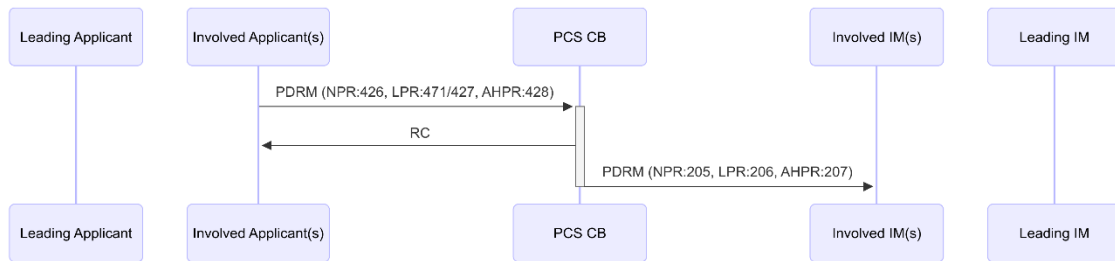 Leading Applicant
Involved Applicant(s)
PCS CB
Involved IM(s)
Leading IM
PDRM (NPR:426, LPR:471/427, AHPR:428)
RC
PDRM (NPR:205, LPR:206, AHPR:207)
Leading Applicant
Involved Applicant(s)
PCS CB
Involved IM(s)
Leading IM